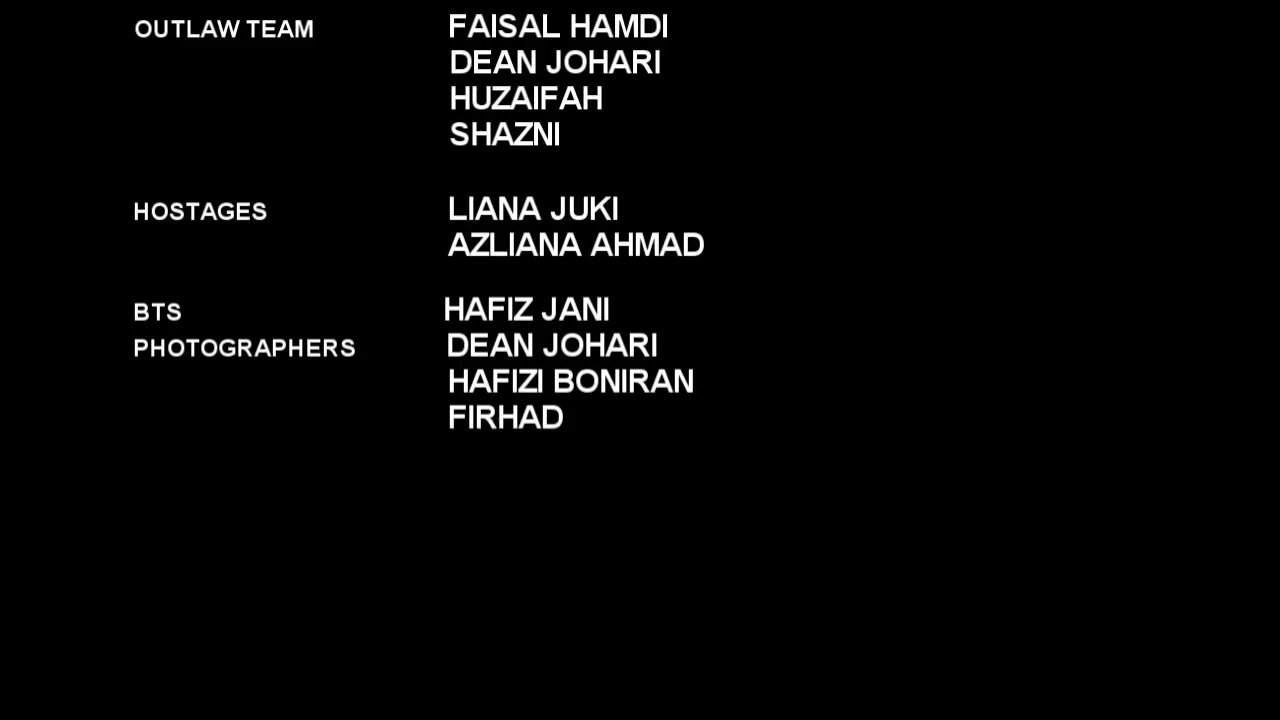 OUTLAW TEAM FAISAL HAMDI
DEAN JOHARI
HUZAIFAH
SHAZNI
HOSTAGES LIANA JUKI
AZLIANA AHMAD
BTS HAFIZ JANI
PHOTOGRAPHERS DEAN JOHARI
HAFIZI BONIRAN
FIRHAD